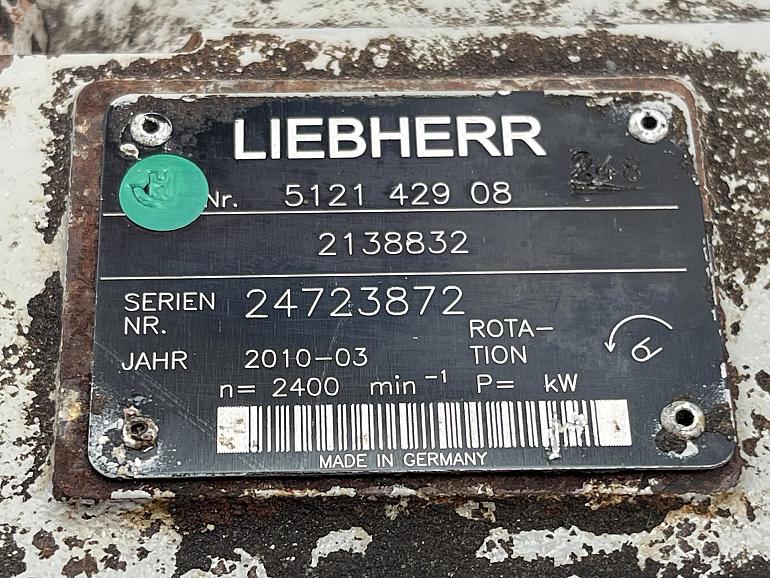 LIEBHERR
248
Nr. 5121 429 08
2138832
SERIEN NR. 24723872
JAHR 2010-03
ROTA-
TION
n= 2400 min⁻¹ P= kW
MADE IN GERMANY